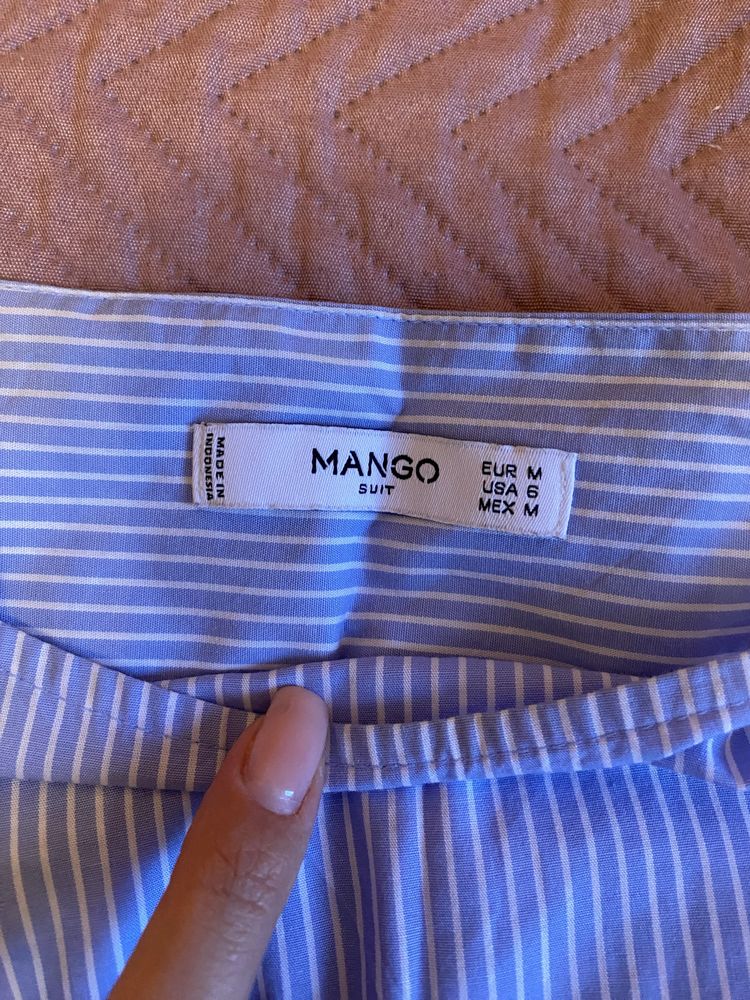 MADE IN
INDONESIA
MANGO
SUIT
EUR M
USA 6
MEX M